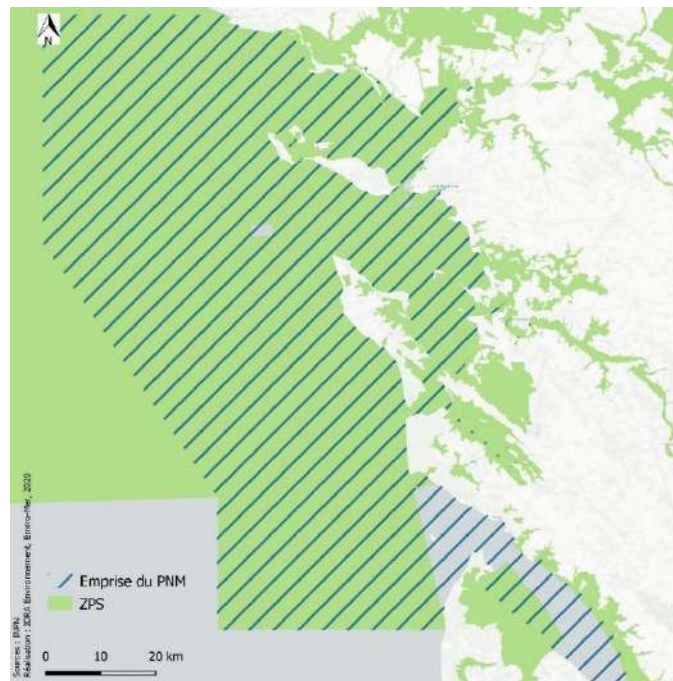 N
Emprise du PNM
ZPS
0 10 20 km
Sources : INPN
Réalisation : IDRA Environnement, Enviro-Mer, 2020